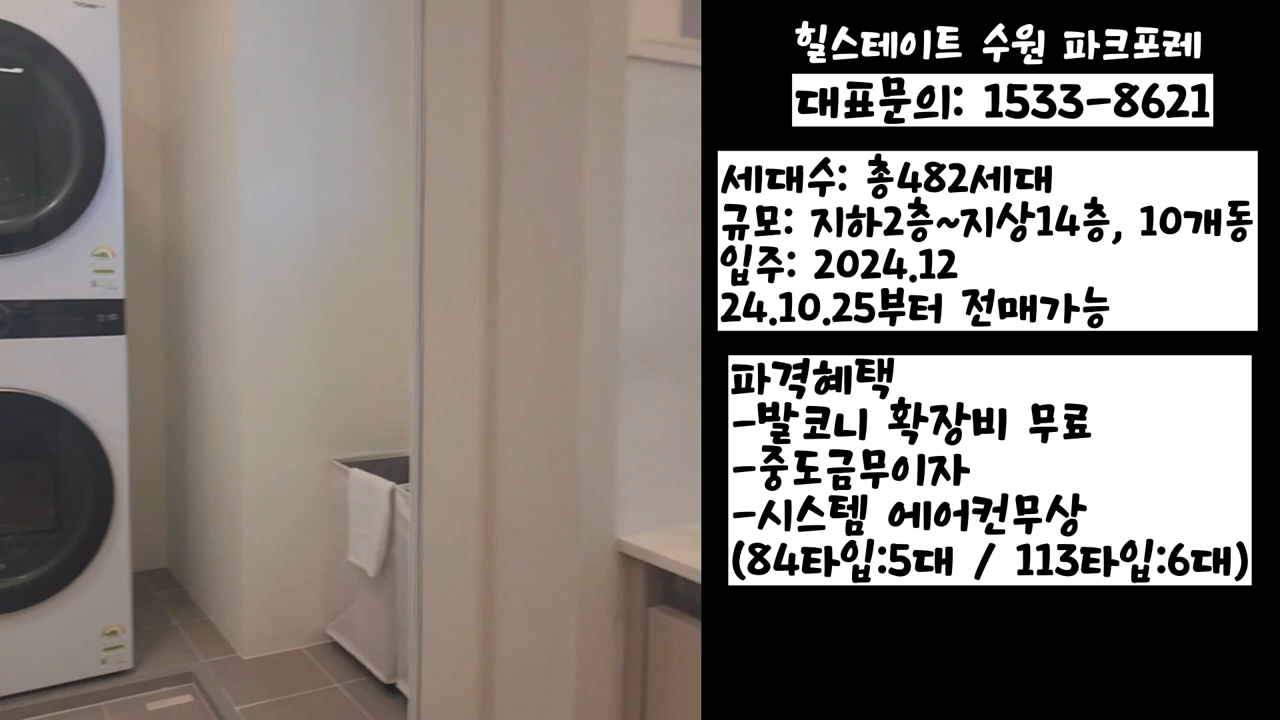 힐스테이트 수원 파크포레
대표문의: 1533-8621
세대수: 총482세대
규모: 지하2층~지상14층, 10개동
입주: 2024.12
24.10.25부터 전매가능
파격혜택
-발코니 확장비 무료
-중도금무이자
-시스템 에어컨무상
(84타입:5대 / 113타입:6대)